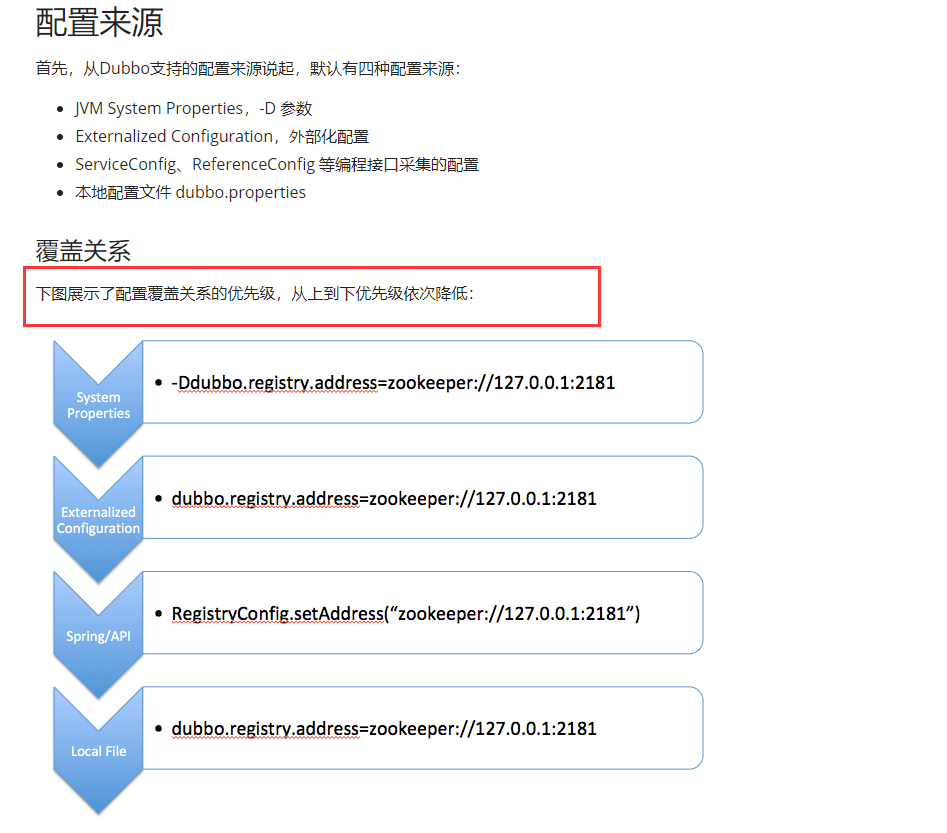 配置来源
首先，从Dubbo支持的配置来源说起，默认有四种配置来源：
• JVM System Properties，-D 参数
• Externalized Configuration，外部化配置
• ServiceConfig、ReferenceConfig 等编程接口采集的配置
• 本地配置文件 dubbo.properties
覆盖关系
下图展示了配置覆盖关系的优先级，从上到下优先级依次降低：
System
Properties
• -Ddubbo.registry.address=zookeeper://127.0.0.1:2181
Externalized
Configuration
• dubbo.registry.address=zookeeper://127.0.0.1:2181
Spring/API
• RegistryConfig.setAddress(“zookeeper://127.0.0.1:2181”)
Local File
• dubbo.registry.address=zookeeper://127.0.0.1:2181